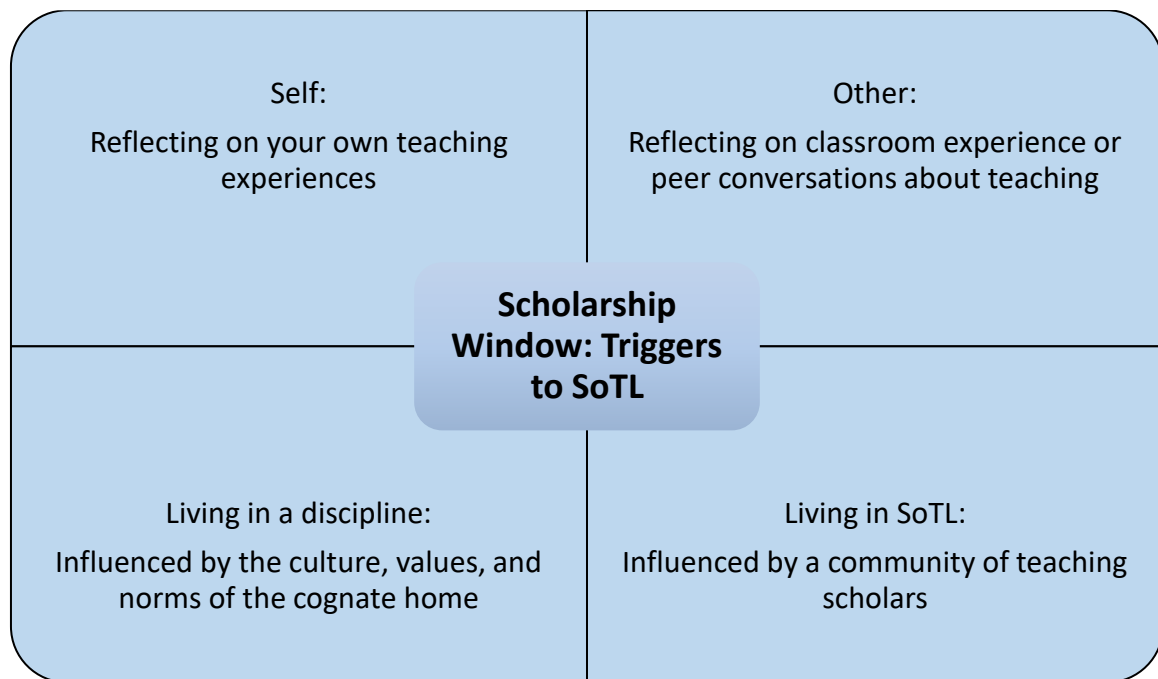 Self:
Reflecting on your own teaching
experiences
Other:
Reflecting on classroom experience or
peer conversations about teaching
Scholarship
Window: Triggers
to SoTL
Living in a discipline:
Influenced by the culture, values, and
norms of the cognate home
Living in SoTL:
Influenced by a community of teaching
scholars